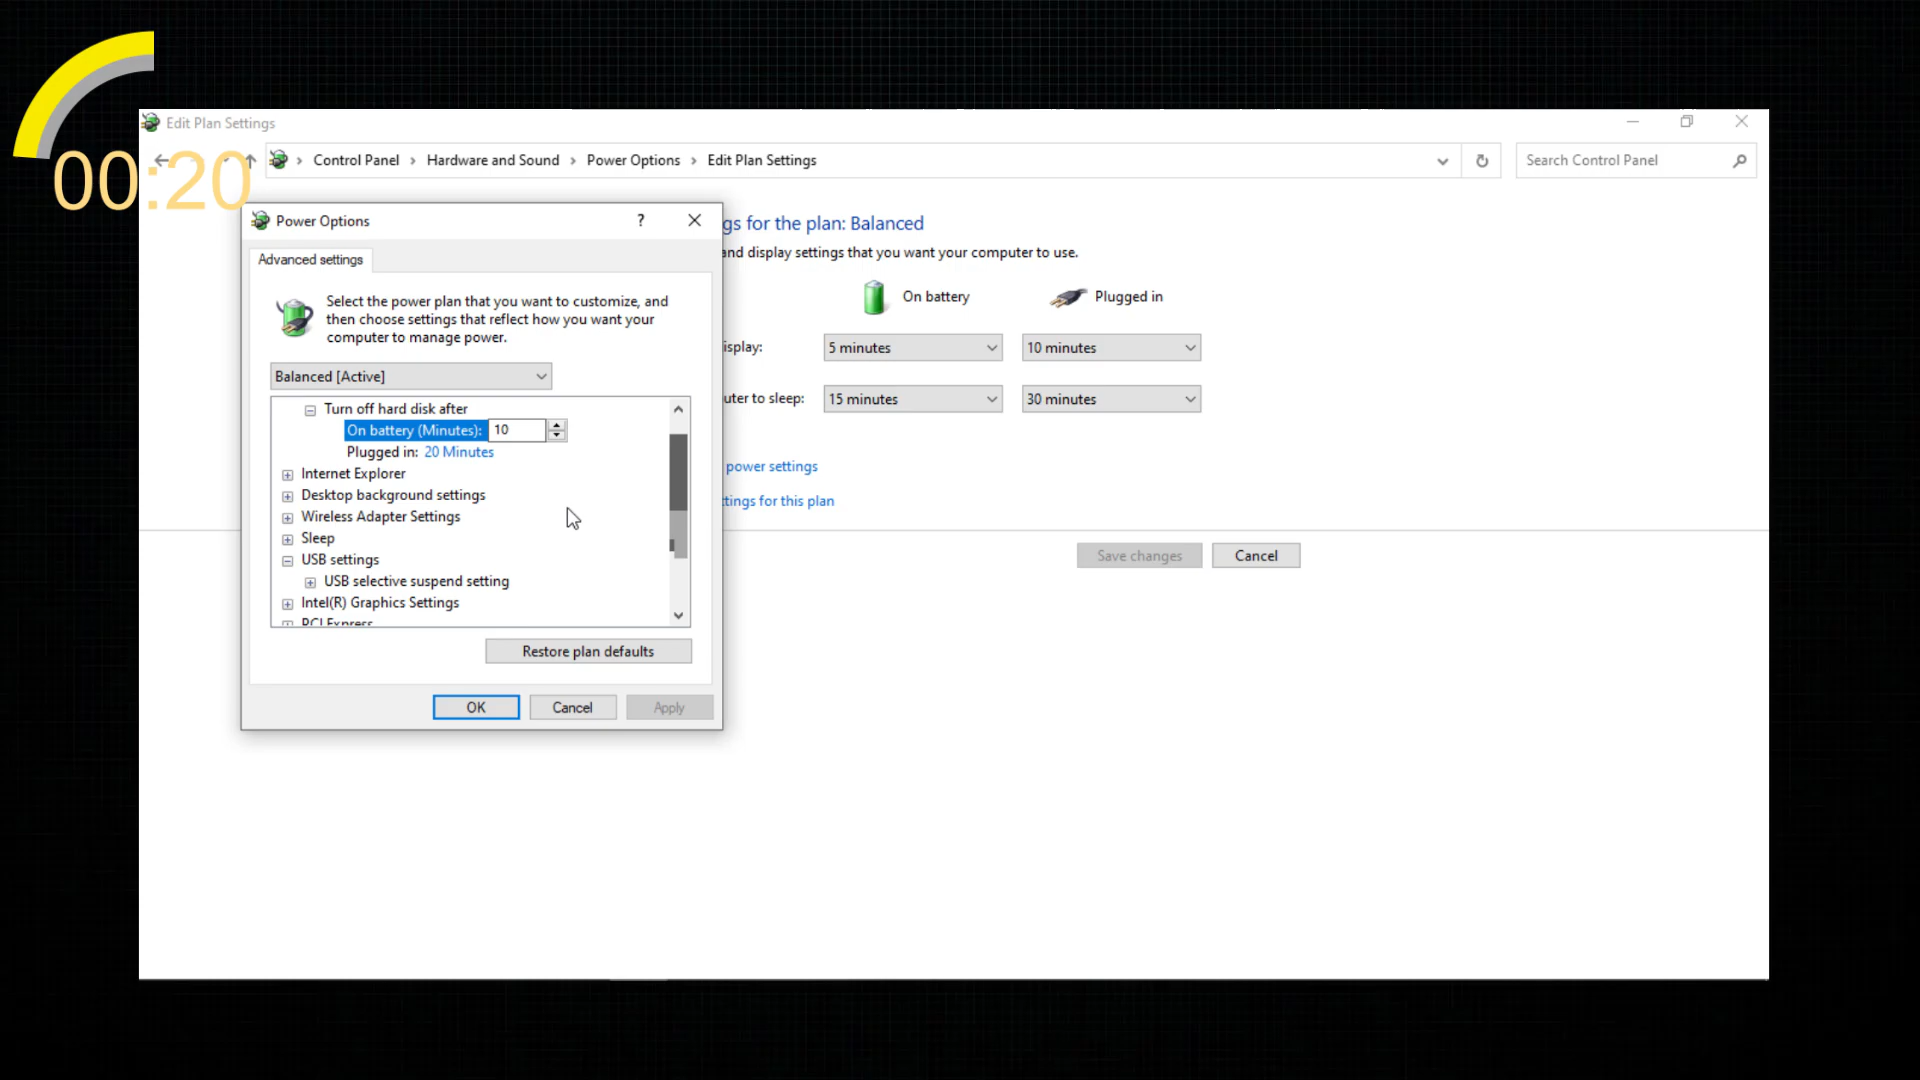 Edit Plan Settings
00:20
Control Panel > Hardware and Sound > Power Options > Edit Plan Settings
Search Control Panel
Power Options
?
Advanced settings
Select the power plan that you want to customize, and
then choose settings that reflect how you want your
computer to manage power.
Balanced [Active]
Turn off hard disk after
On battery (Minutes): 10
Plugged in: 20 Minutes
Internet Explorer
Desktop background settings
Wireless Adapter Settings
Sleep
USB settings
USB selective suspend setting
Intel(R) Graphics Settings
PCI Express
Restore plan defaults
OK
Cancel
Apply
gs for the plan: Balanced
and display settings that you want your computer to use.
On battery
Plugged in
isplay:
5 minutes
10 minutes
uter to sleep:
15 minutes
30 minutes
power settings
ttings for this plan
Save changes
Cancel